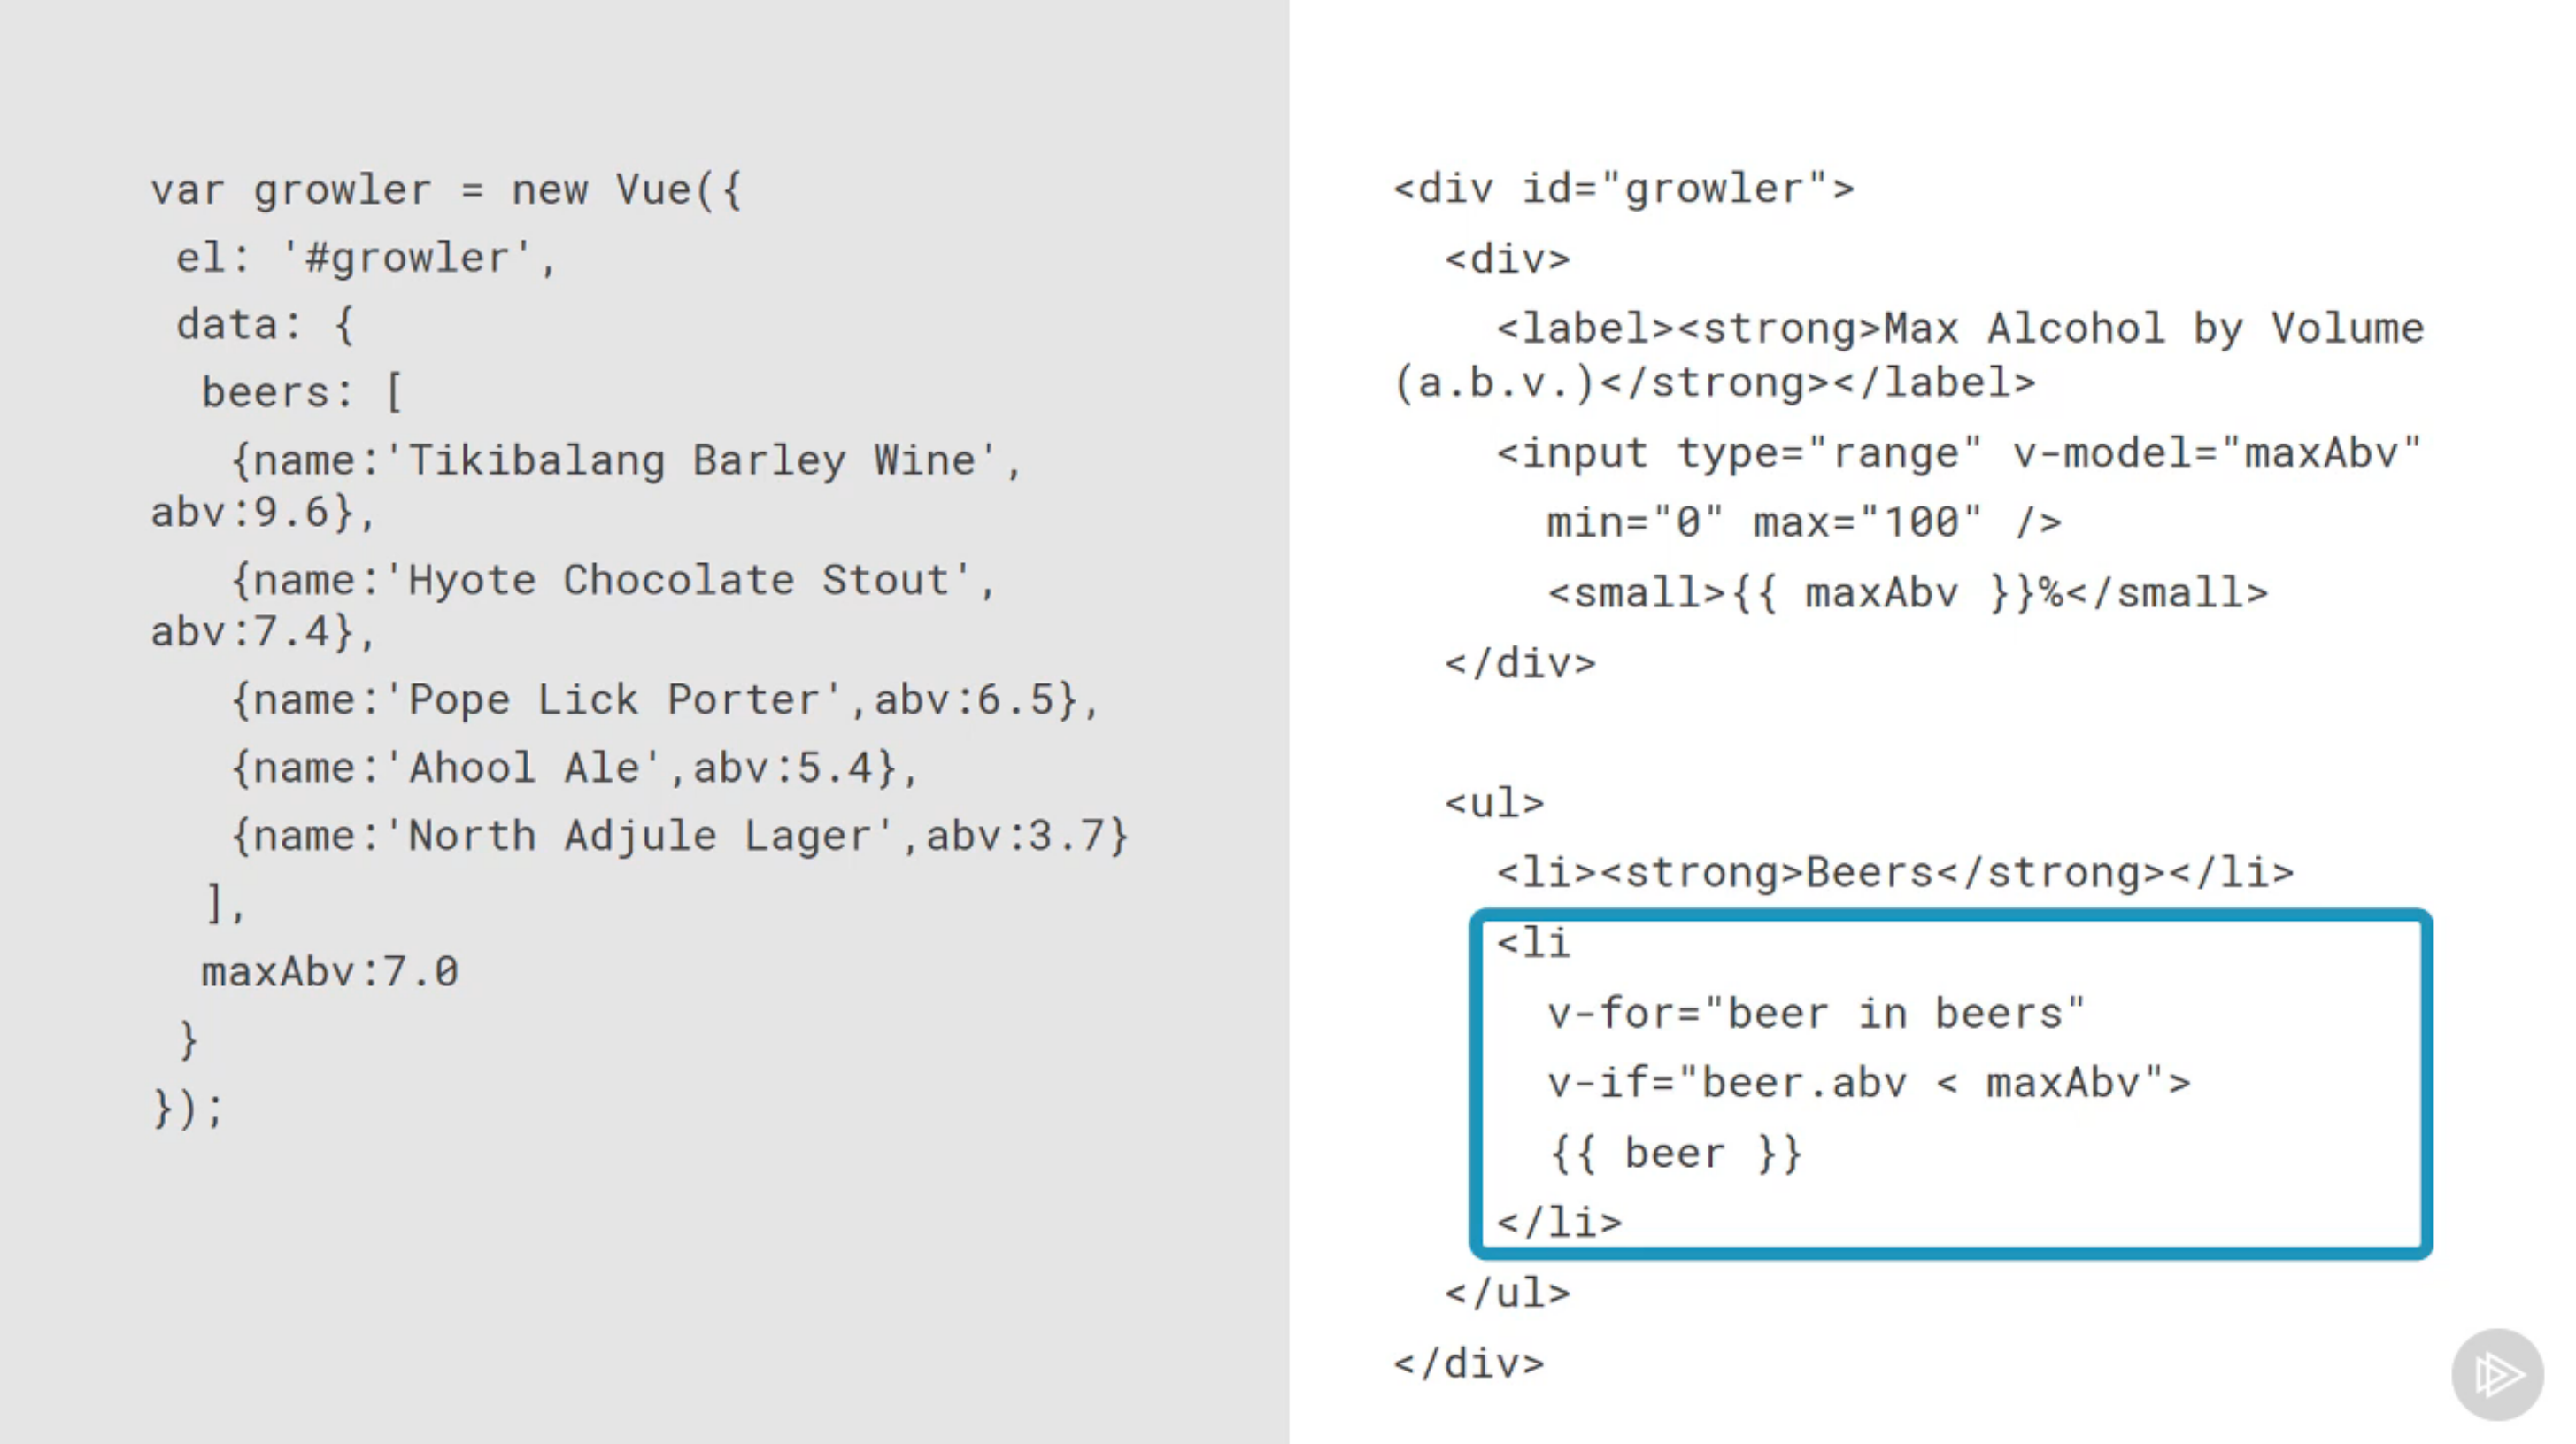 var growler = new Vue({
 el: '#growler',
 data: {
  beers: [
   {name:'Tikibalang Barley Wine',
abv:9.6},
   {name:'Hyote Chocolate Stout',
abv:7.4},
   {name:'Pope Lick Porter',abv:6.5},
   {name:'Ahool Ale',abv:5.4},
   {name:'North Adjule Lager',abv:3.7}
  ],
  maxAbv:7.0
 }
});
<div id="growler">
  <div>
    <label><strong>Max Alcohol by Volume
(a.b.v.)</strong></label>
    <input type="range" v-model="maxAbv"
      min="0" max="100" />
      <small>{{ maxAbv }}%</small>
  </div>
  <ul>
    <li><strong>Beers</strong></li>
    <li
      v-for="beer in beers"
      v-if="beer.abv < maxAbv">
      {{ beer }}
    </li>
  </ul>
</div>